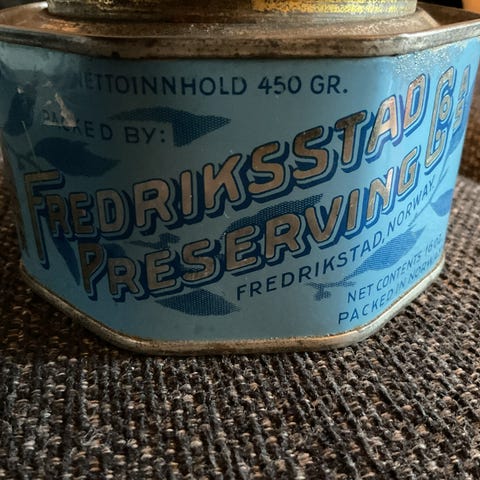 NETTOINNHOLD 450 GR.
PACKED BY:
FREDRIKSSTAD
PRESERVING Co
FREDRIKSTAD, NORWAY.
NET CONTENTS 16 OZ
PACKED IN NORWAY